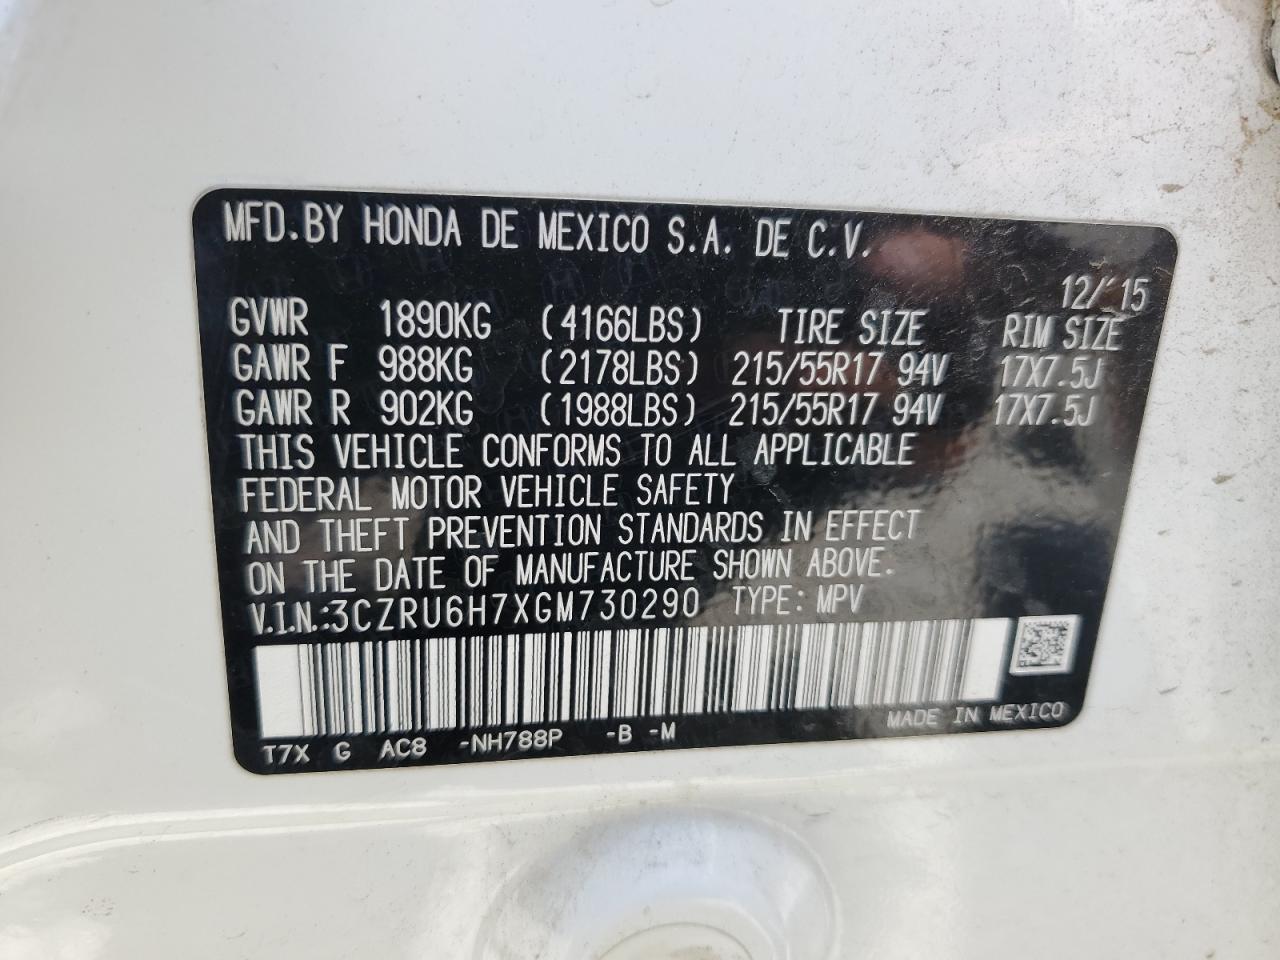 MFD.BY HONDA DE MEXICO S.A. DE C.V.
12/'15
GVWR 1890KG (4166LBS) TIRE SIZE RIM SIZE
GAWR F 988KG (2178LBS) 215/55R17 94V 17X7.5J
GAWR R 902KG (1988LBS) 215/55R17 94V 17X7.5J
THIS VEHICLE CONFORMS TO ALL APPLICABLE
FEDERAL MOTOR VEHICLE SAFETY
AND THEFT PREVENTION STANDARDS IN EFFECT
ON THE DATE OF MANUFACTURE SHOWN ABOVE.
V.I.N.:3CZRU6H7XGM730290 TYPE: MPV
MADE IN MEXICO
T7X G AC8 -NH788P -B -M